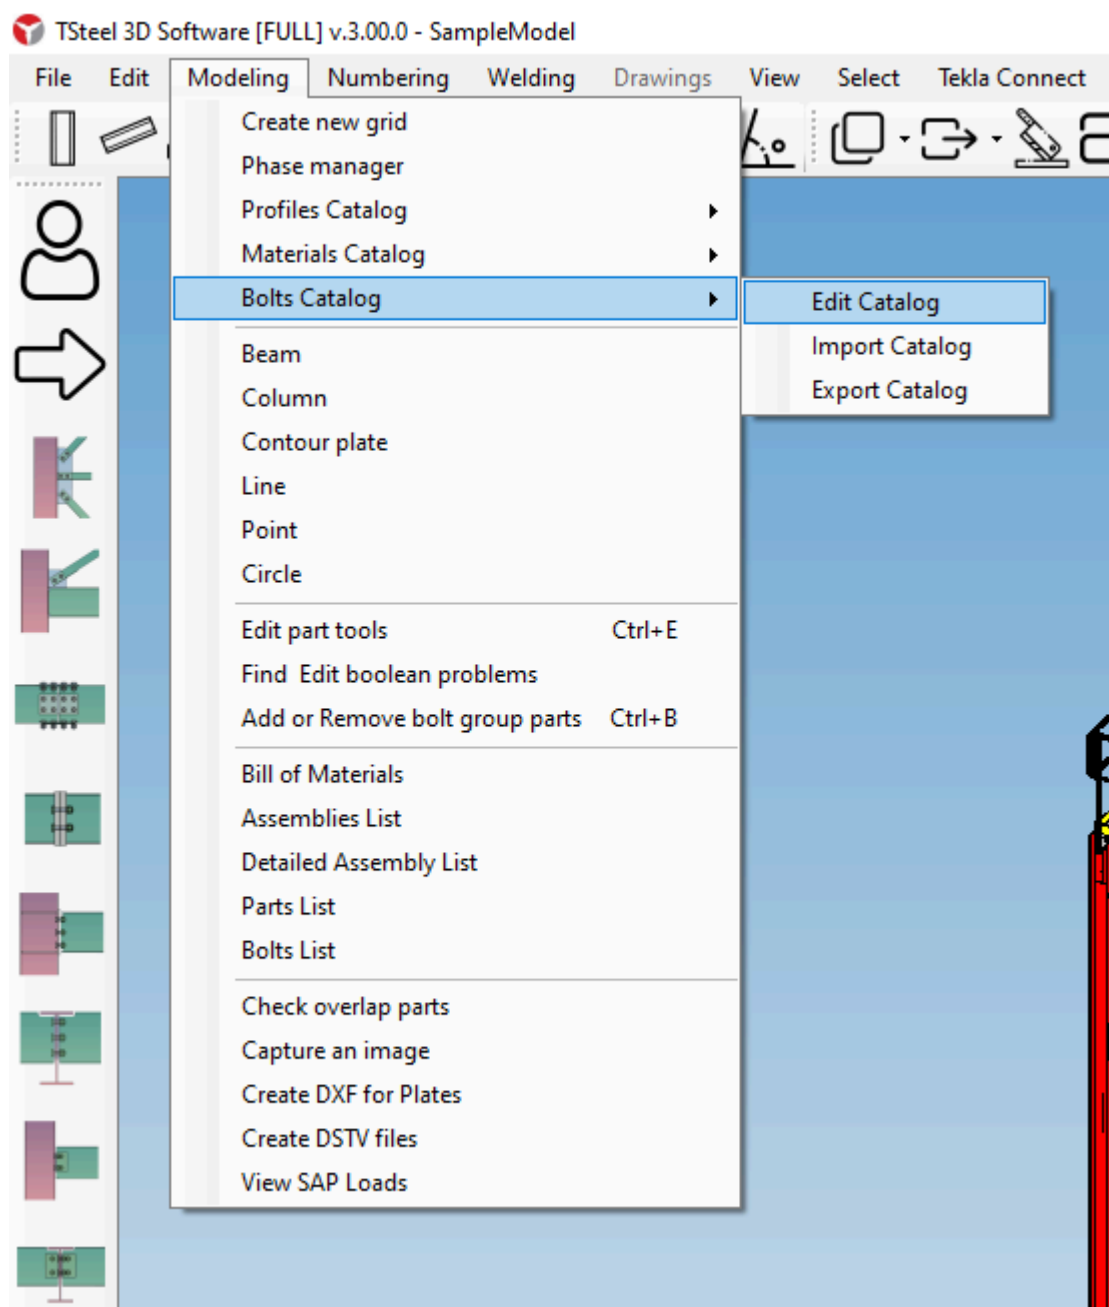 TSteel 3D Software [FULL] v.3.00.0 - SampleModel
File Edit Modeling Numbering Welding Drawings View Select Tekla Connect
Create new grid
Phase manager
Profiles Catalog
Materials Catalog
Bolts Catalog
Edit Catalog
Import Catalog
Export Catalog
Beam
Column
Contour plate
Line
Point
Circle
Edit part tools Ctrl+E
Find Edit boolean problems
Add or Remove bolt group parts Ctrl+B
Bill of Materials
Assemblies List
Detailed Assembly List
Parts List
Bolts List
Check overlap parts
Capture an image
Create DXF for Plates
Create DSTV files
View SAP Loads